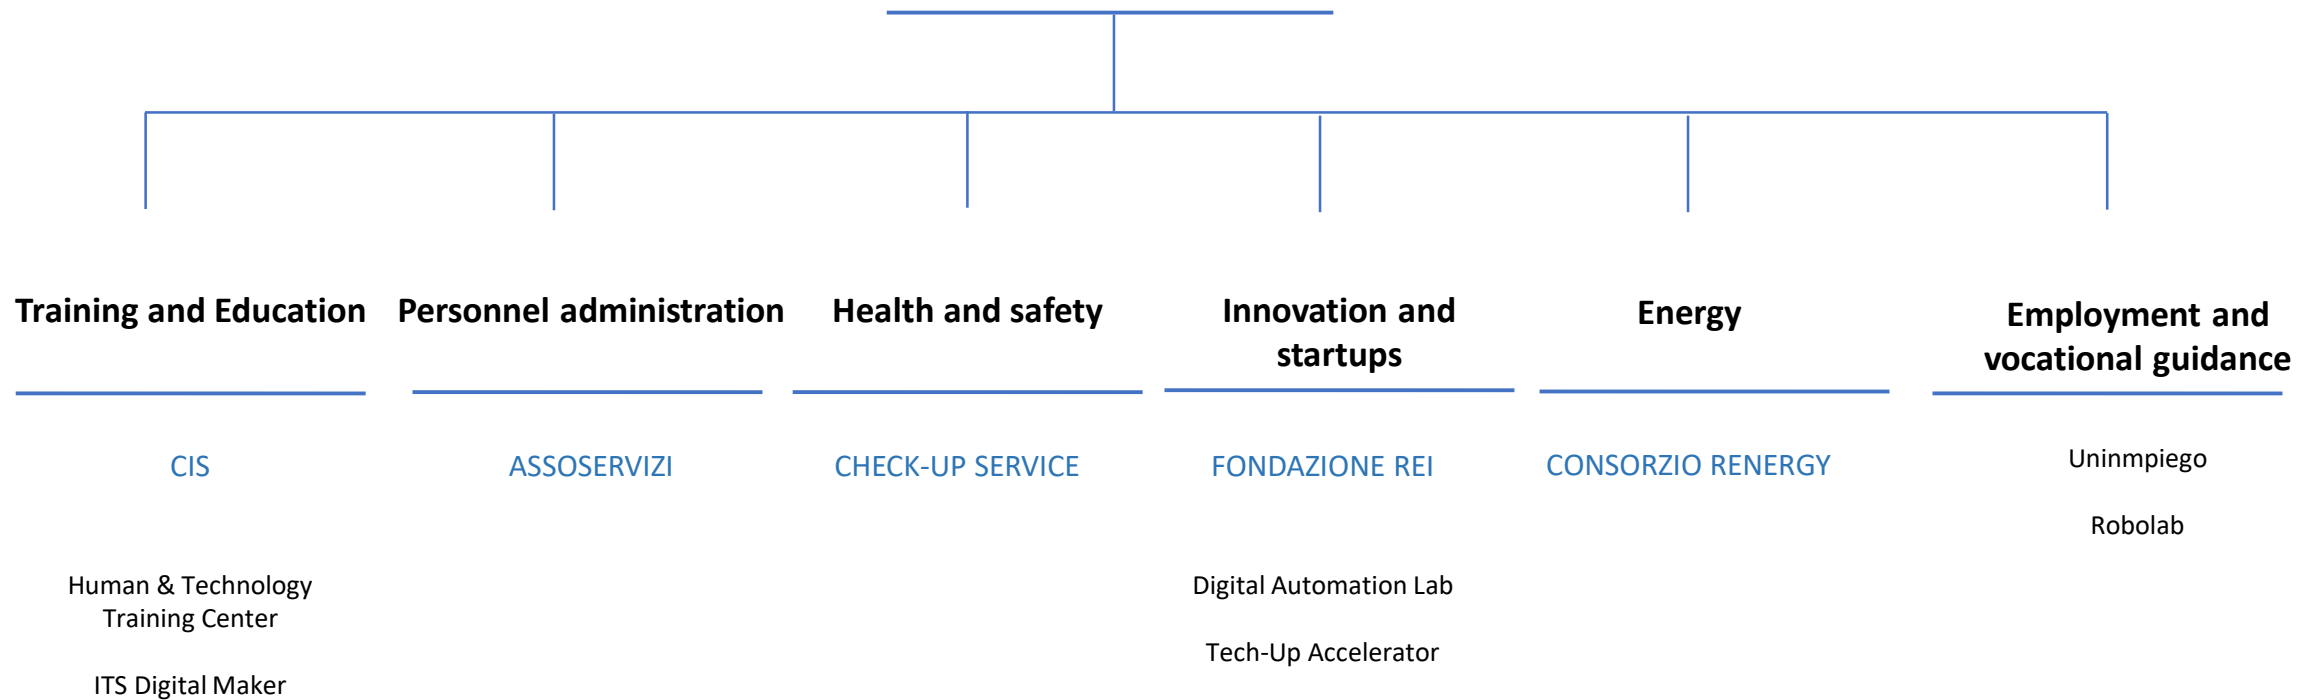 Training and Education
Personnel administration
Health and safety
Innovation and
startups
Energy
Employment and
vocational guidance
CIS
ASSOSERVIZI
CHECK-UP SERVICE
FONDAZIONE REI
CONSORZIO RENERGY
Uninmpiego
Robolab
Human & Technology
Training Center
ITS Digital Maker
Digital Automation Lab
Tech-Up Accelerator